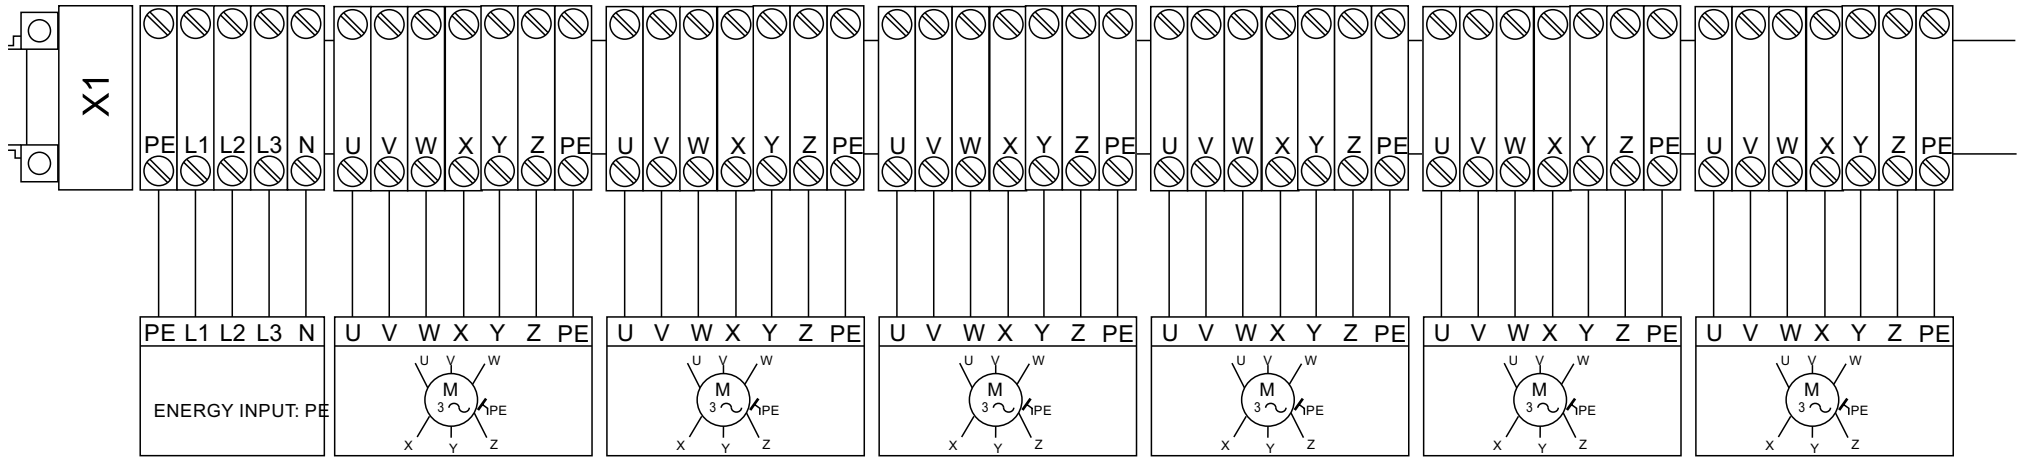 X1
PE L1 L2 L3 N U V W X Y Z PE U V W X Y Z PE U V W X Y Z PE U V W X Y Z PE U V W X Y Z PE U V W X Y Z PE
PE L1 L2 L3 N U V W X Y Z PE U V W X Y Z PE U V W X Y Z PE U V W X Y Z PE U V W X Y Z PE U V W X Y Z PE
U V W U V W U V W U V W U V W U V W
M M M M M M
3 3 3 3 3 3
ENERGY INPUT: PE PE PE PE PE PE PE
X Y Z X Y Z X Y Z X Y Z X Y Z X Y Z